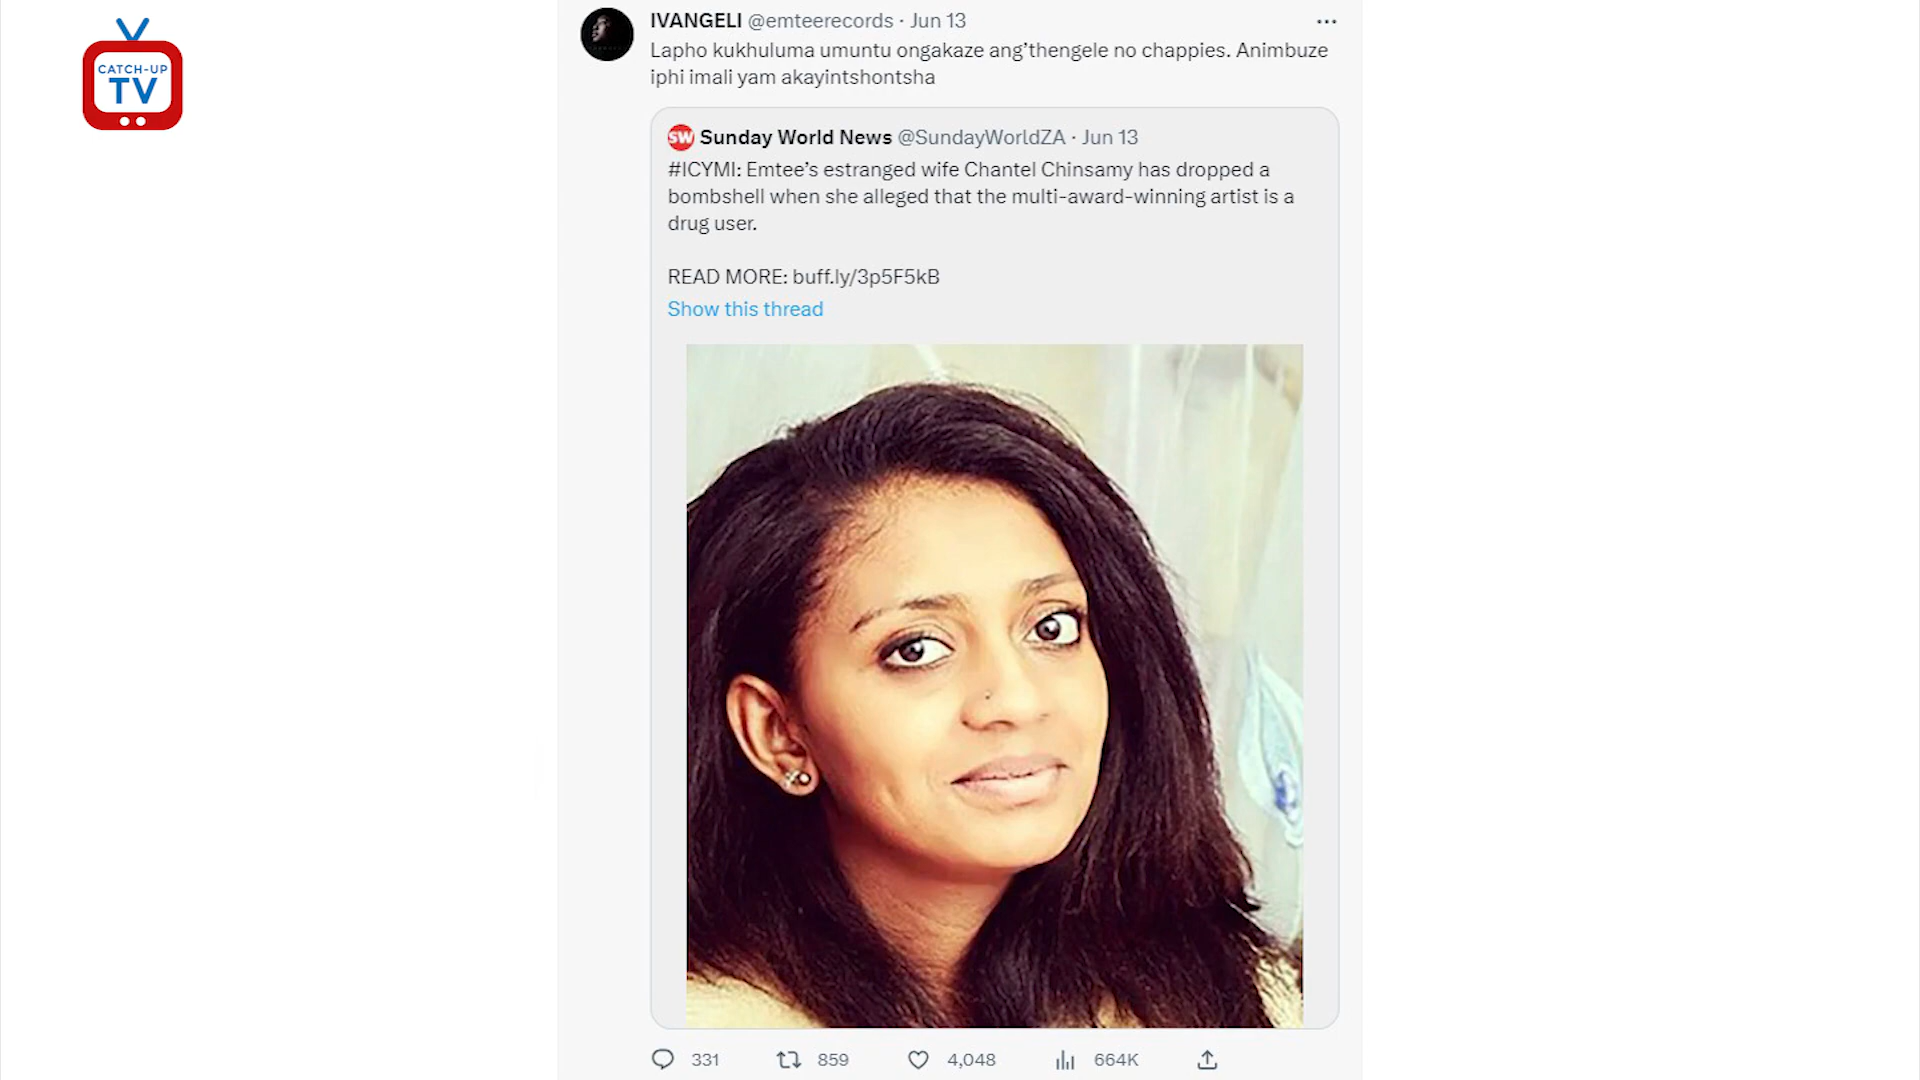 CATCH-UP
TV
IVANGELI @emteerecords · Jun 13
Lapho kukhuluma umuntu ongakaze ang'thengele no chappies. Animbuze
iphi imali yam akayintshontsha
SW Sunday World News @SundayWorldZA · Jun 13
#ICYMI: Emtee's estranged wife Chantel Chinsamy has dropped a
bombshell when she alleged that the multi-award-winning artist is a
drug user.
READ MORE: buff.ly/3p5F5kB
Show this thread
331 859 4,048 664K